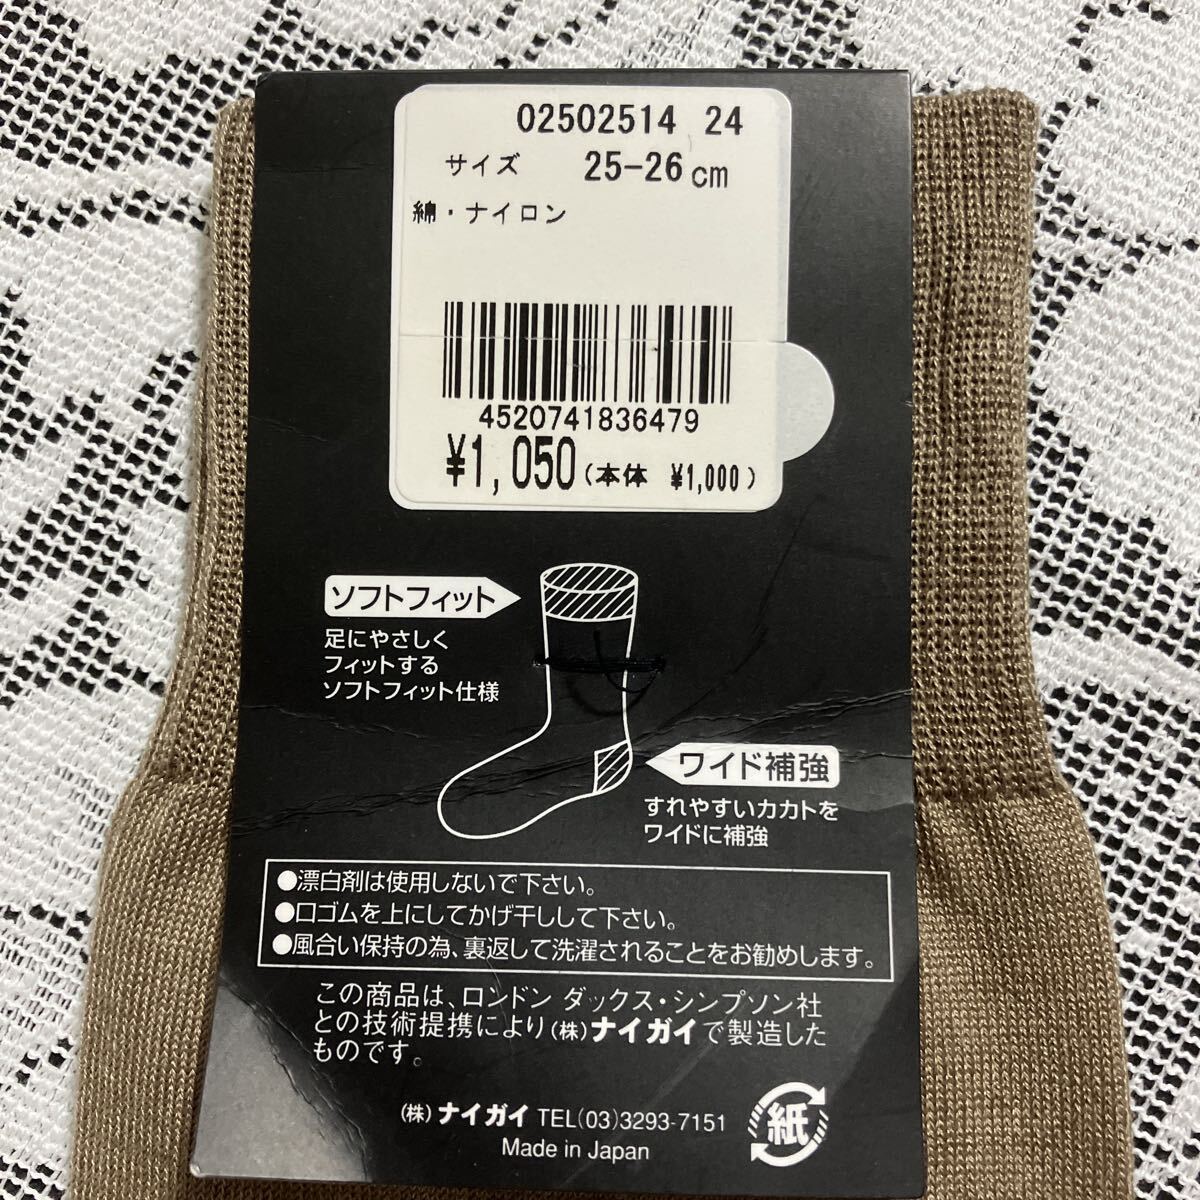 02502514 24
サイズ 25-26cm
綿・ナイロン
4520741836479
¥1,050(本体 ¥1,000)
ソフトフィット
足にやさしく
フィットする
ソフトフィット仕様
ワイド補強
すれやすいカカトを
ワイドに補強
●漂白剤は使用しないで下さい。
●口ゴムを上にしてかげ干しして下さい。
●風合い保持の為、裏返して洗濯されることをお勧めします。
この商品は、ロンドン ダックス・シンプソン社
との技術提携により(株)ナイガイで製造した
ものです。
(株)ナイガイ TEL(03)3293-7151
Made in Japan
紙